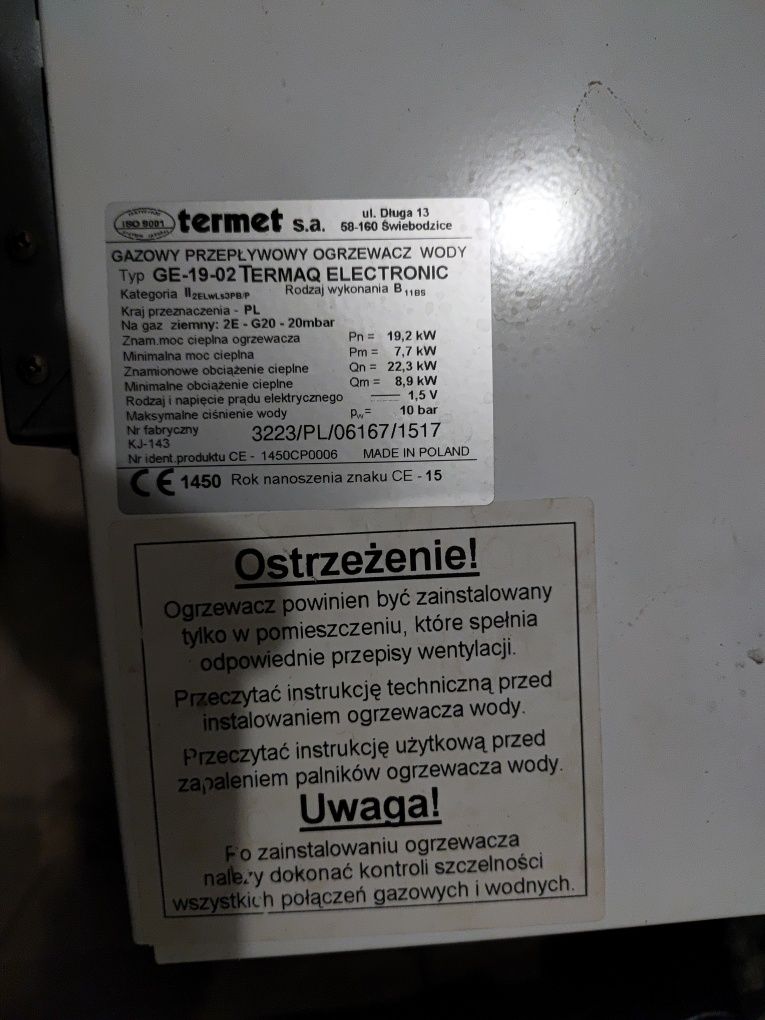 ISO 9001
termet s.a.
ul. Długa 13
58-160 Świebodzice
GAZOWY PRZEPŁYWOWY OGRZEWACZ WODY
Typ GE-19-02 TERMAQ ELECTRONIC
Kategoria II2ELwLs3PB/P Rodzaj wykonania B11BS
Kraj przeznaczenia - PL
Na gaz ziemny: 2E - G20 - 20mbar
Znam.moc cieplna ogrzewacza Pn = 19,2 kW
Minimalna moc cieplna Pm = 7,7 kW
Znamionowe obciążenie cieplne Qn = 22,3 kW
Minimalne obciążenie cieplne Qm = 8,9 kW
Rodzaj i napięcie prądu elektrycznego 1,5 V
Maksymalne ciśnienie wody pw= 10 bar
Nr fabryczny 3223/PL/06167/1517
KJ-143
Nr ident.produktu CE - 1450CP0006 MADE IN POLAND
CE 1450 Rok nanoszenia znaku CE - 15
Ostrzeżenie!
Ogrzewacz powinien być zainstalowany
tylko w pomieszczeniu, które spełnia
odpowiednie przepisy wentylacji.
Przeczytać instrukcję techniczną przed
instalowaniem ogrzewacza wody.
Przeczytać instrukcję użytkową przed
zapaleniem palników ogrzewacza wody.
Uwaga!
Po zainstalowaniu ogrzewacza
należy dokonać kontroli szczelności
wszystkich połączeń gazowych i wodnych.